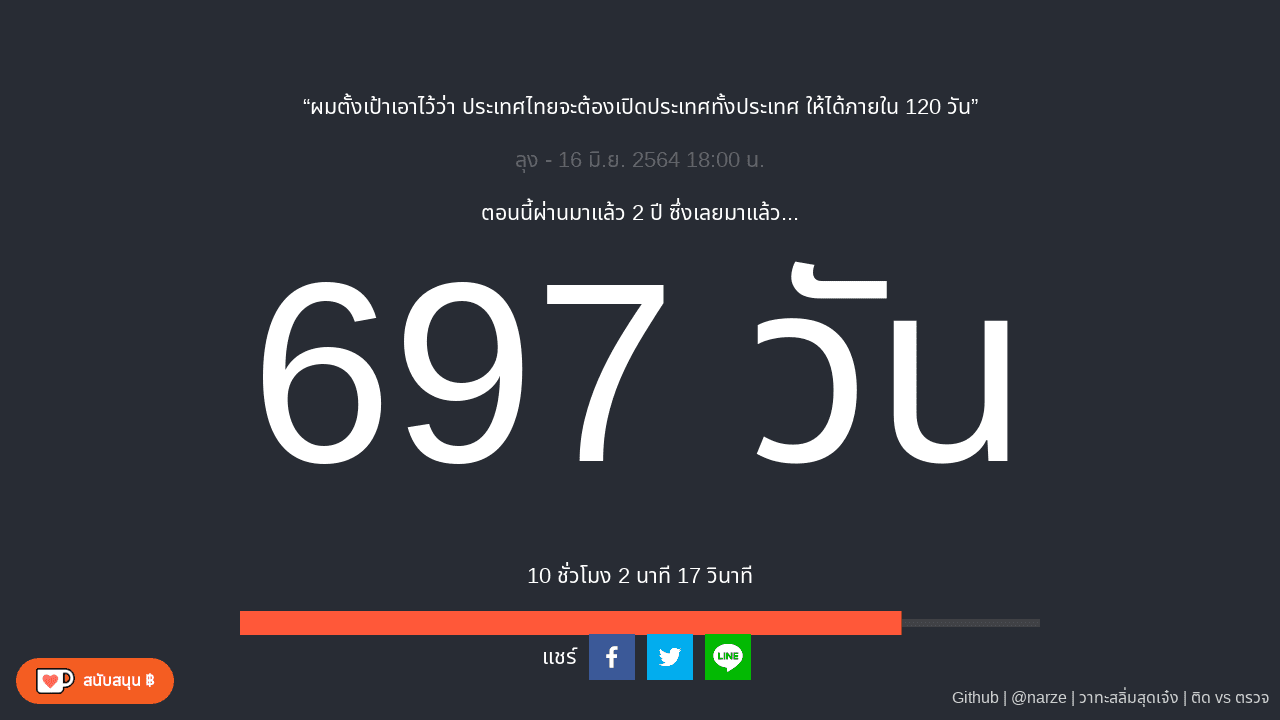 “ผมตั้งเป้าเอาไว้ว่า ประเทศไทยจะต้องเปิดประเทศทั้งประเทศ ให้ได้ภายใน 120 วัน”
ลุง - 16 มิ.ย. 2564 18:00 น.
ตอนนี้ผ่านมาแล้ว 2 ปี ซึ่งเลยมาแล้ว...
697 วัน
10 ชั่วโมง 2 นาที 17 วินาที
แชร์
LINE
สนับสนุน ฿
Github | @narze | วาทะสลิ่มสุดเจ๋ง | ติด vs ตรวจ